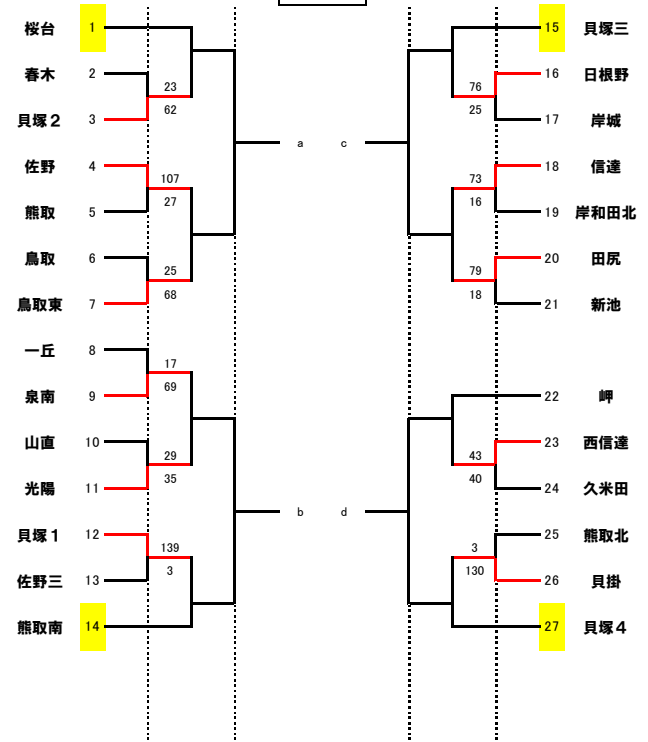 桜台 1
春木 2
23
62
貝塚２ 3
佐野 4
107
27
熊取 5
鳥取 6
25
68
鳥取東 7
一丘 8
17
69
泉南 9
山直 10
29
35
光陽 11
貝塚１ 12
139
3
佐野三 13
熊取南 14
a
b
c
d
15 貝塚三
16 日根野
76
25
17 岸城
18 信達
73
16
19 岸和田北
20 田尻
79
18
21 新池
22 岬
23 西信達
43
40
24 久米田
25 熊取北
3
130
26 貝掛
27 貝塚４